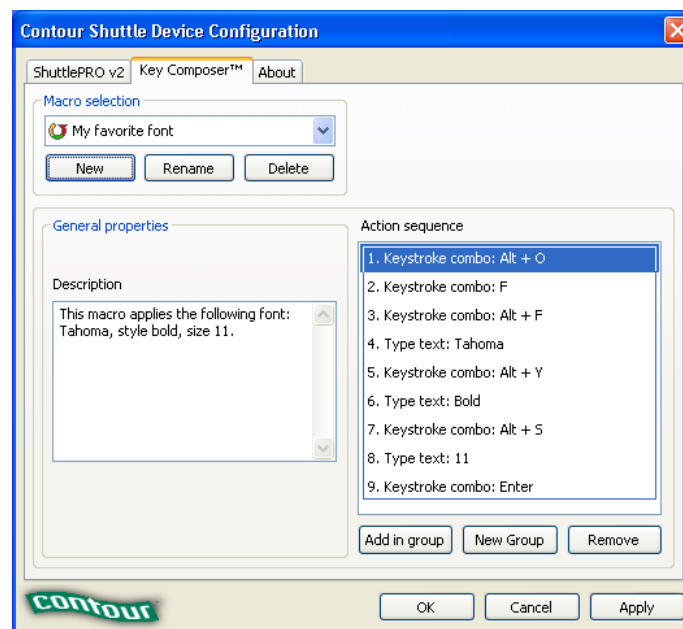 Contour Shuttle Device Configuration
ShuttlePRO v2 Key Composer™ About
Macro selection
My favorite font
New Rename Delete
General properties
Description
This macro applies the following font:
Tahoma, style bold, size 11.
Action sequence
1. Keystroke combo: Alt + O
2. Keystroke combo: F
3. Keystroke combo: Alt + F
4. Type text: Tahoma
5. Keystroke combo: Alt + Y
6. Type text: Bold
7. Keystroke combo: Alt + S
8. Type text: 11
9. Keystroke combo: Enter
Add in group New Group Remove
contour
OK Cancel Apply